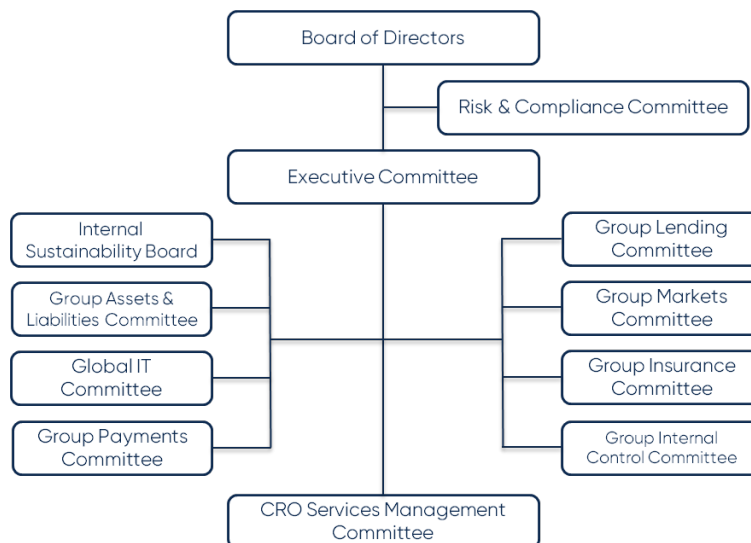 Board of Directors
Risk & Compliance Committee
Executive Committee
Internal
Sustainability Board
Group Lending
Committee
Group Assets &
Liabilities Committee
Group Markets
Committee
Global IT
Committee
Group Insurance
Committee
Group Payments
Committee
Group Internal
Control Committee
CRO Services Management
Committee